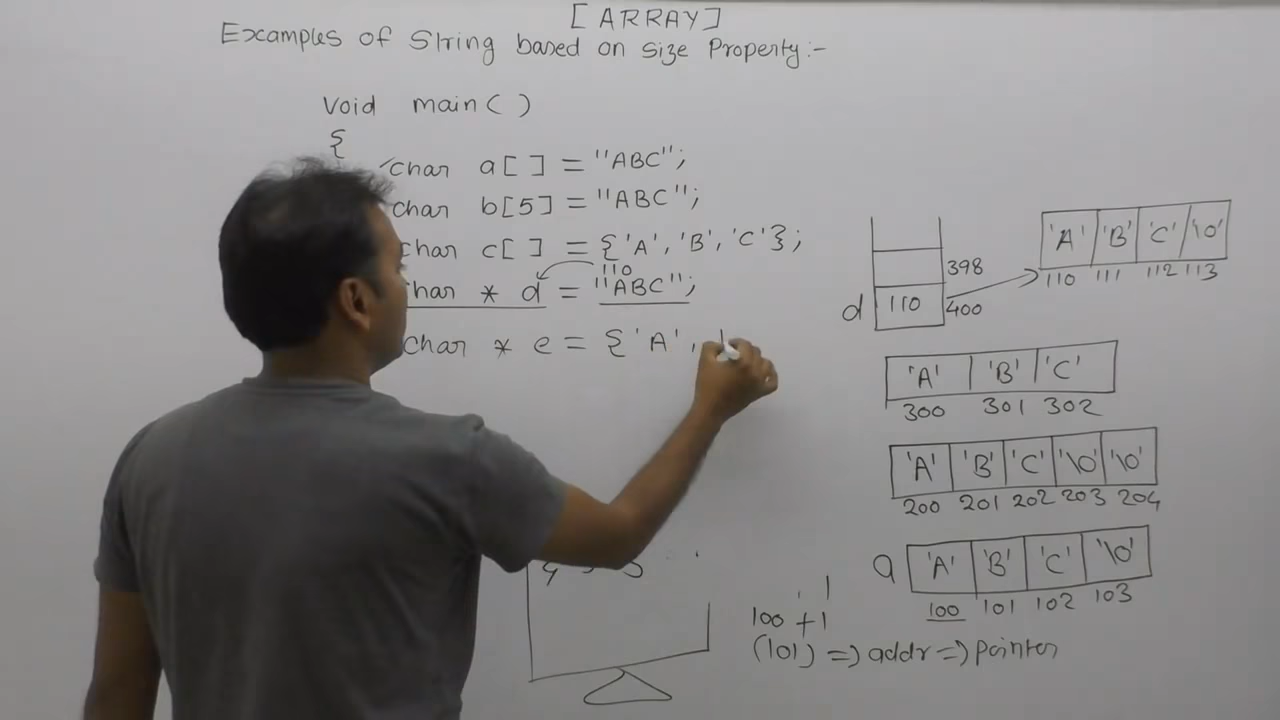 [ ARRAY ]
Examples of String based on size Property:-
void main( )
{
char a[ ] = "ABC";
char b[5] = "ABC";
char c[ ] = {'A', 'B', 'C'};
110
char * d = "ABC";
char * e = {'A',
398
d 110 400
'A' 'B' 'C' '\0'
110 111 112 113
'A' 'B' 'C'
300 301 302
'A' 'B' 'C' '\0' '\0'
200 201 202 203 204
a 'A' 'B' 'C' '\0'
100 101 102 103
100 + 1
(101) => addr => pointer